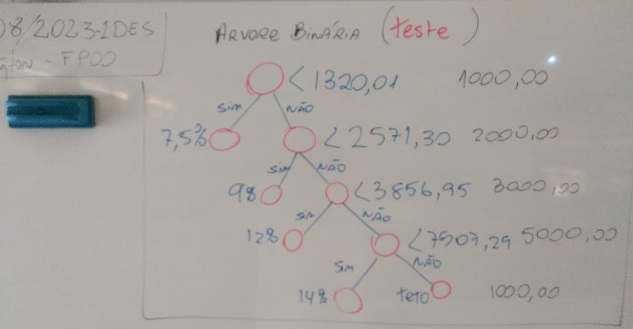 08/2023-1DES
FPOO
ARVORE BINÁRIA (teste)
<1320,01 1000,00
SIM NÃO
7,5% <2571,30 2000,00
SIM NÃO
9% <3856,95 3000,00
SIM NÃO
12% <7507,29 5000,00
SIM NÃO
14% teto 1000,00